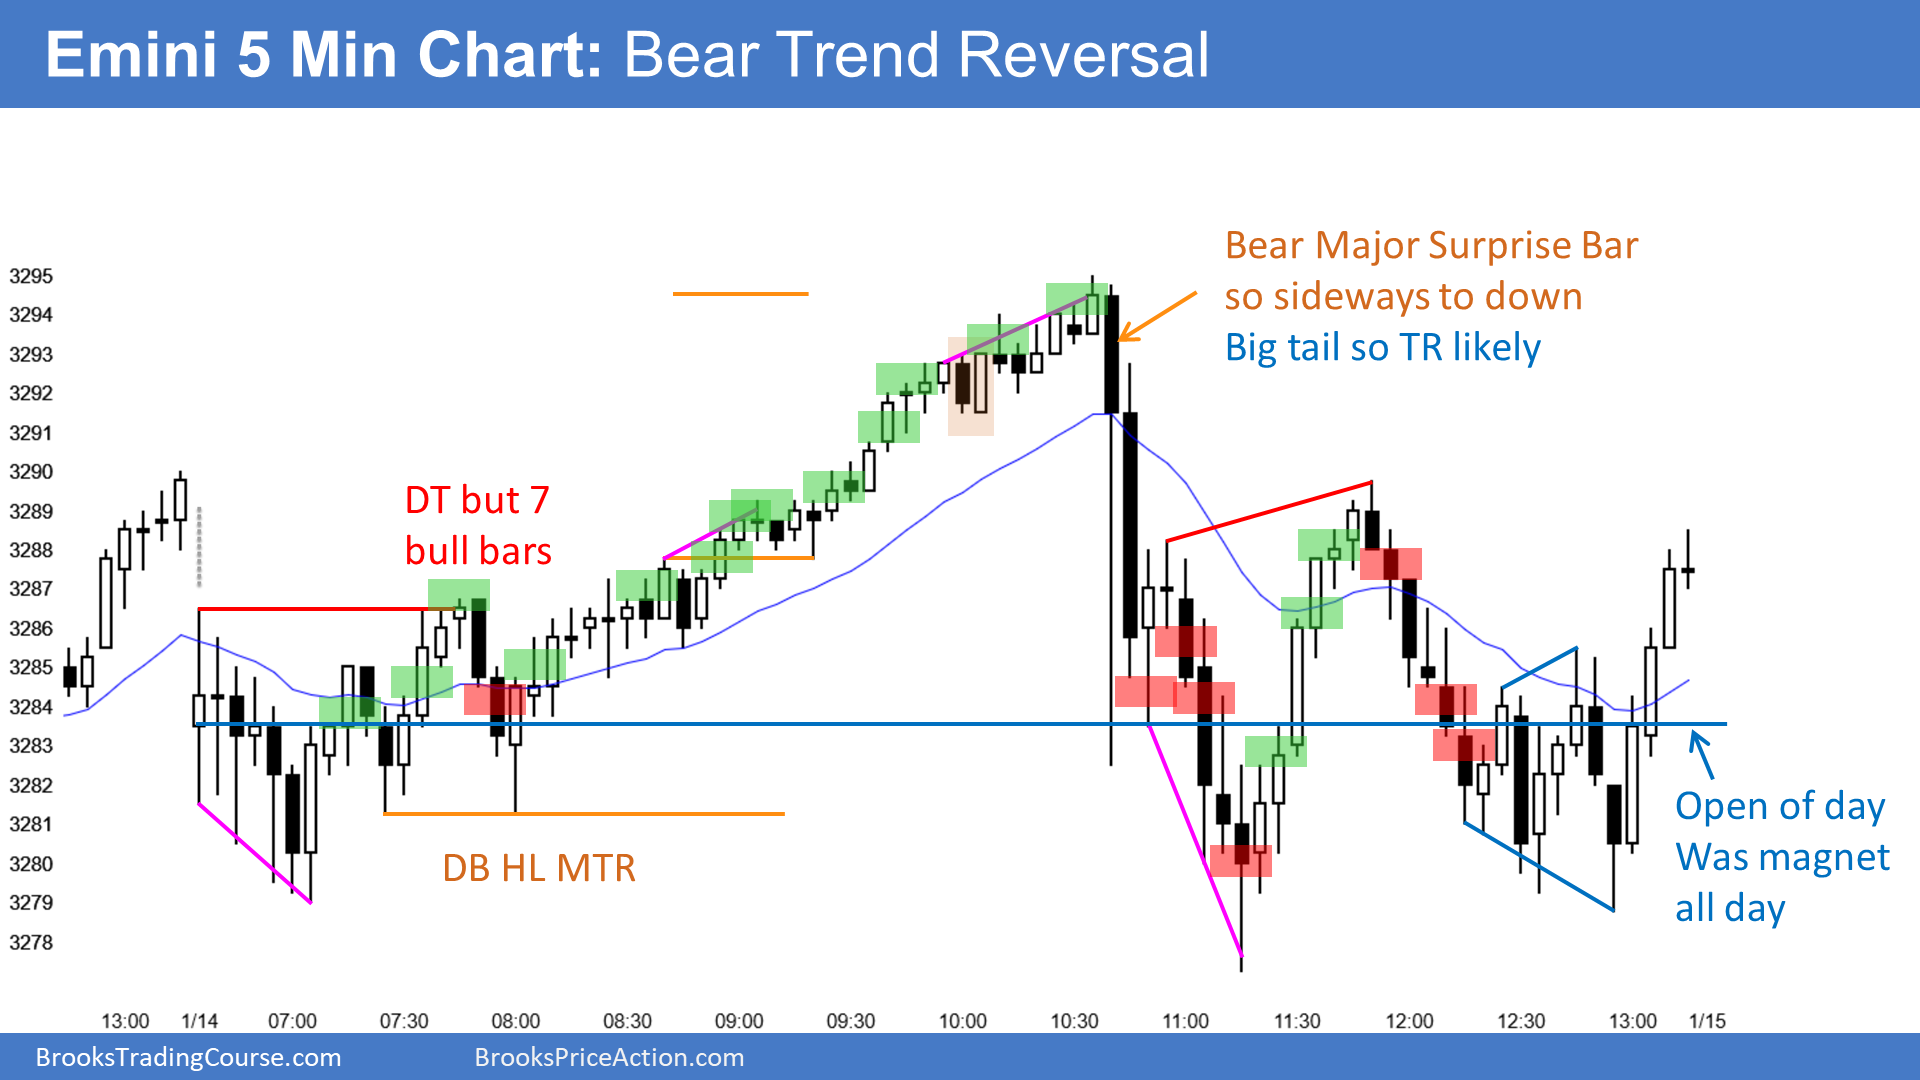 Emini 5 Min Chart: Bear Trend Reversal
Bear Major Surprise Bar
so sideways to down
Big tail so TR likely
3295
3294
3293
3292
3291
3290
3289
3288
3287
3286
3285
3284
3283
3282
3281
3280
3279
3278
DT but 7
bull bars
DB HL MTR
Open of day
Was magnet
all day
13:00 1/14 07:00 07:30 08:00 08:30 09:00 09:30 10:00 10:30 11:00 11:30 12:00 12:30 13:00 1/15
BrooksTradingCourse.com BrooksPriceAction.com